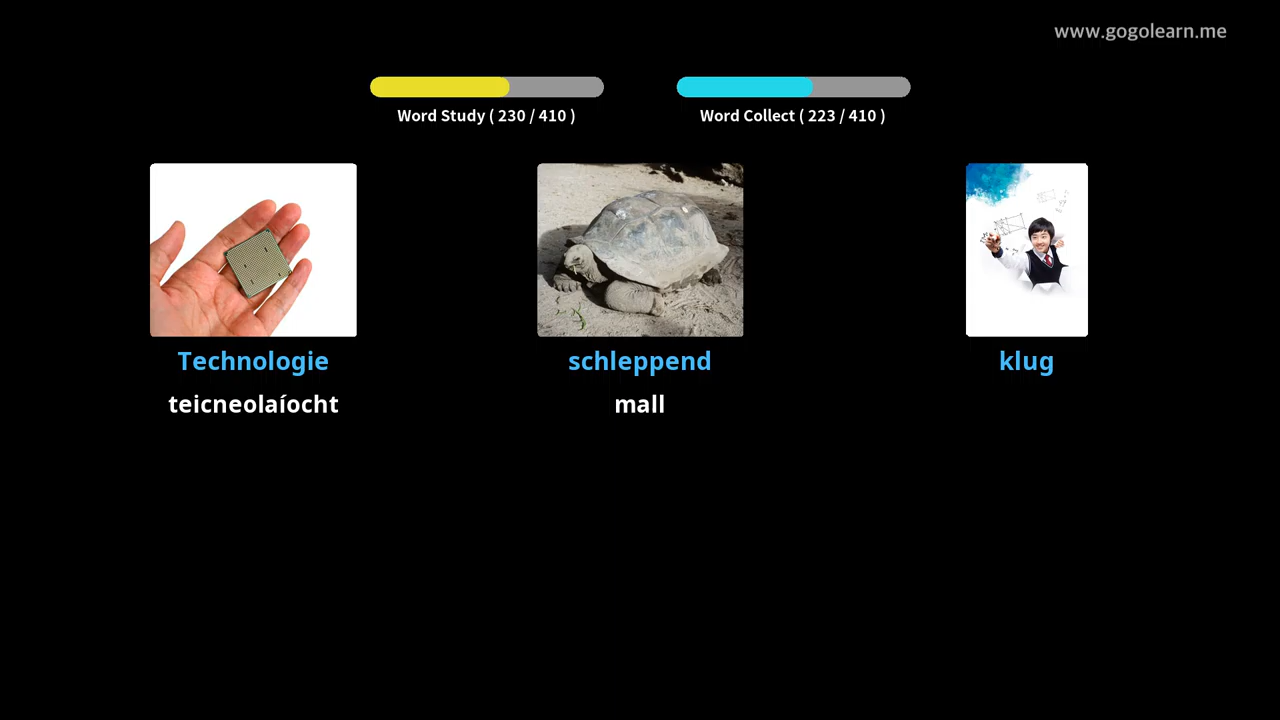 www.gogolearn.me
Word Study ( 230 / 410 )
Word Collect ( 223 / 410 )
Technologie
schleppend
klug
teicneolaíocht
mall